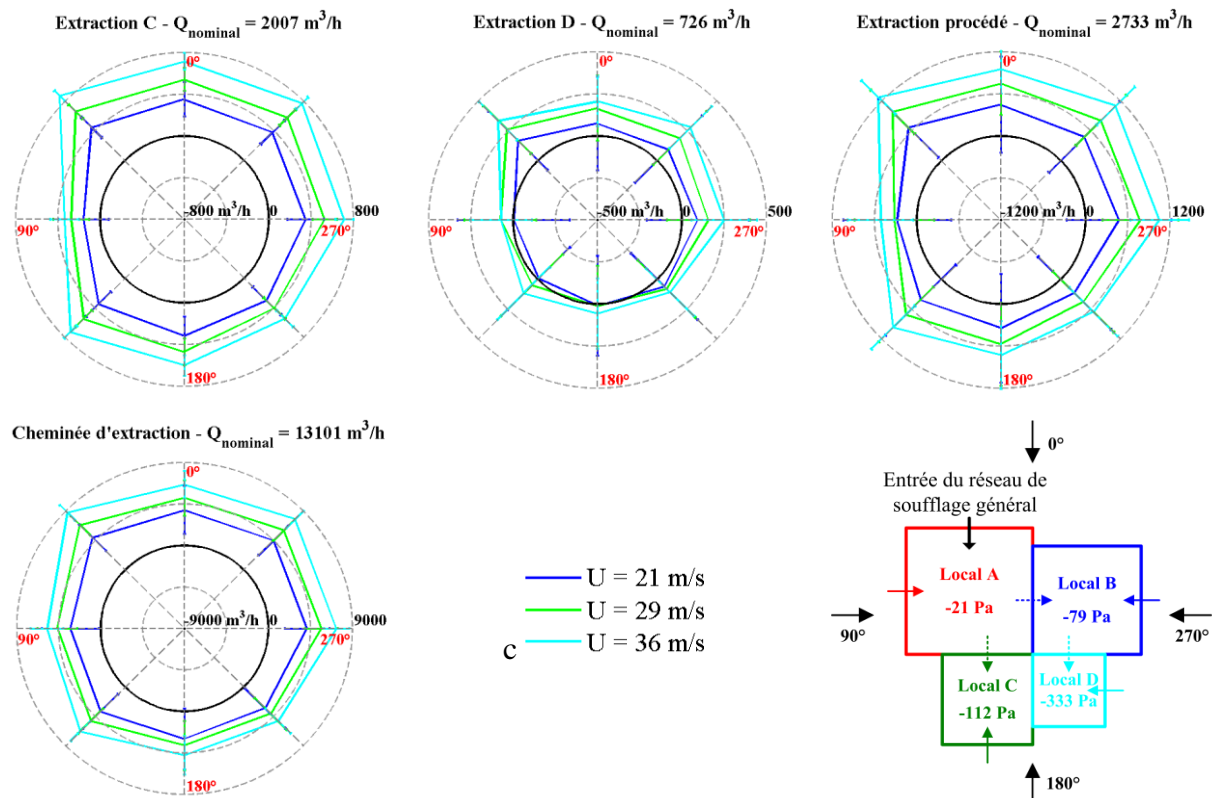 Extraction C - Qnominal = 2007 m³/h
0°
-800 m³/h
0
800
90°
270°
180°
Extraction D - Qnominal = 726 m³/h
0°
-500 m³/h
0
500
90°
270°
180°
Extraction procédé - Qnominal = 2733 m³/h
0°
-1200 m³/h
0
1200
90°
270°
180°
Cheminée d'extraction - Qnominal = 13101 m³/h
0°
-9000 m³/h
0
9000
90°
270°
180°
U = 21 m/s
U = 29 m/s
U = 36 m/s
c
0°
Entrée du réseau de
soufflage général
Local A
-21 Pa
Local B
-79 Pa
90°
270°
Local C
-112 Pa
Local D
-333 Pa
180°